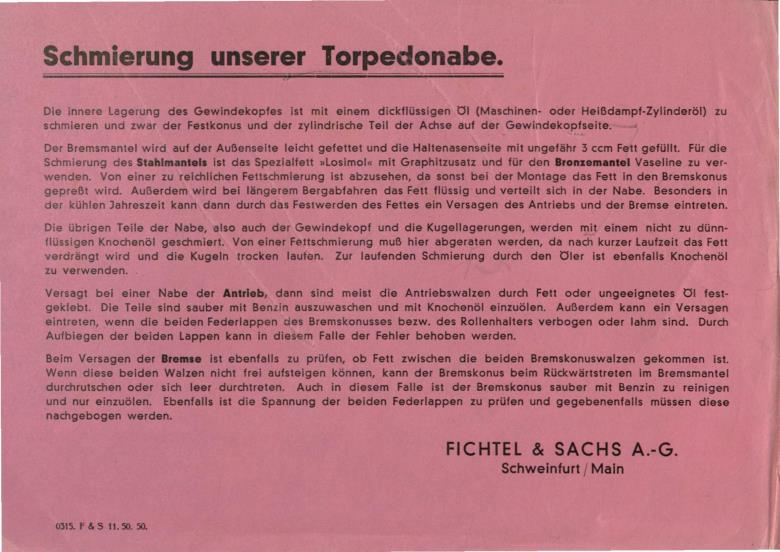 Schmierung unserer Torpedonabe.
Die innere Lagerung des Gewindekopfes ist mit einem dickflüssigen Öl (Maschinen- oder Heißdampf-Zylinderöl) zu
schmieren und zwar der Festkonus und der zylindrische Teil der Achse auf der Gewindekopfseite.
Der Bremsmantel wird auf der Außenseite leicht gefettet und die Haltenasenseite mit ungefähr 3 ccm Fett gefüllt. Für die
Schmierung des Stahlmantels ist das Spezialfett »Losimol« mit Graphitzusatz und für den Bronzemantel Vaseline zu ver-
wenden. Von einer zu reichlichen Fettschmierung ist abzusehen, da sonst bei der Montage das Fett in den Bremskonus
gepreßt wird. Außerdem wird bei längerem Bergabfahren das Fett flüssig und verteilt sich in der Nabe. Besonders in
der kühlen Jahreszeit kann dann durch das Festwerden des Fettes ein Versagen des Antriebs und der Bremse eintreten.
Die übrigen Teile der Nabe, also auch der Gewindekopf und die Kugellagerungen, werden mit einem nicht zu dünn-
flüssigen Knochenöl geschmiert. Von einer Fettschmierung muß hier abgeraten werden, da nach kurzer Laufzeit das Fett
verdrängt wird und die Kugeln trocken laufen. Zur laufenden Schmierung durch den Öler ist ebenfalls Knochenöl
zu verwenden.
Versagt bei einer Nabe der Antrieb, dann sind meist die Antriebswalzen durch Fett oder ungeeignetes Öl fest-
geklebt. Die Teile sind sauber mit Benzin auszuwaschen und mit Knochenöl einzuölen. Außerdem kann ein Versagen
eintreten, wenn die beiden Federlappen des Bremskonusses bezw. des Rollenhalters verbogen oder lahm sind. Durch
Aufbiegen der beiden Lappen kann in diesem Falle der Fehler behoben werden.
Beim Versagen der Bremse ist ebenfalls zu prüfen, ob Fett zwischen die beiden Bremskonuswalzen gekommen ist.
Wenn diese beiden Walzen nicht frei aufsteigen können, kann der Bremskonus beim Rückwärtstreten im Bremsmantel
durchrutschen oder sich leer durchtreten. Auch in diesem Falle ist der Bremskonus sauber mit Benzin zu reinigen
und nur einzuölen. Ebenfalls ist die Spannung der beiden Federlappen zu prüfen und gegebenenfalls müssen diese
nachgebogen werden.
FICHTEL & SACHS A.-G.
Schweinfurt/Main
0315. F & S 11. 50. 50.